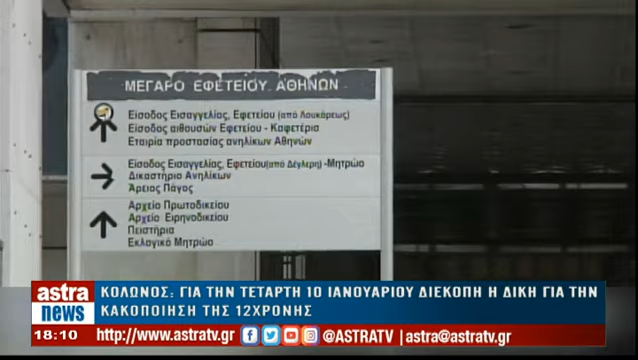 ΜΕΓΑΡΟ ΕΦΕΤΕΙΟΥ ΑΘΗΝΩΝ
Είσοδος Εισαγγελίας, Εφετείου (από Λουκάρεως)
Είσοδος αιθουσών Εφετείου - Καφετέρια
Εταιρία προστασίας ανηλίκων Αθηνών
Είσοδος Εισαγγελίας, Εφετείου(από Δέγλερη)-Μητρώο
Δικαστήριο Ανηλίκων
Άρειος Πάγος
Αρχείο Πρωτοδικείου
Αρχείο Ειρηνοδικείου
Πειστήρια
Εκλογικό Μητρώο
astra news
ΚΟΛΩΝΟΣ: ΓΙΑ ΤΗΝ ΤΕΤΑΡΤΗ 10 ΙΑΝΟΥΑΡΙΟΥ ΔΙΕΚΟΠΗ Η ΔΙΚΗ ΓΙΑ ΤΗΝ
ΚΑΚΟΠΟΙΗΣΗ ΤΗΣ 12ΧΡΟΝΗΣ
18:10 http://www.astratv.gr @ASTRATV | astra@astratv.gr